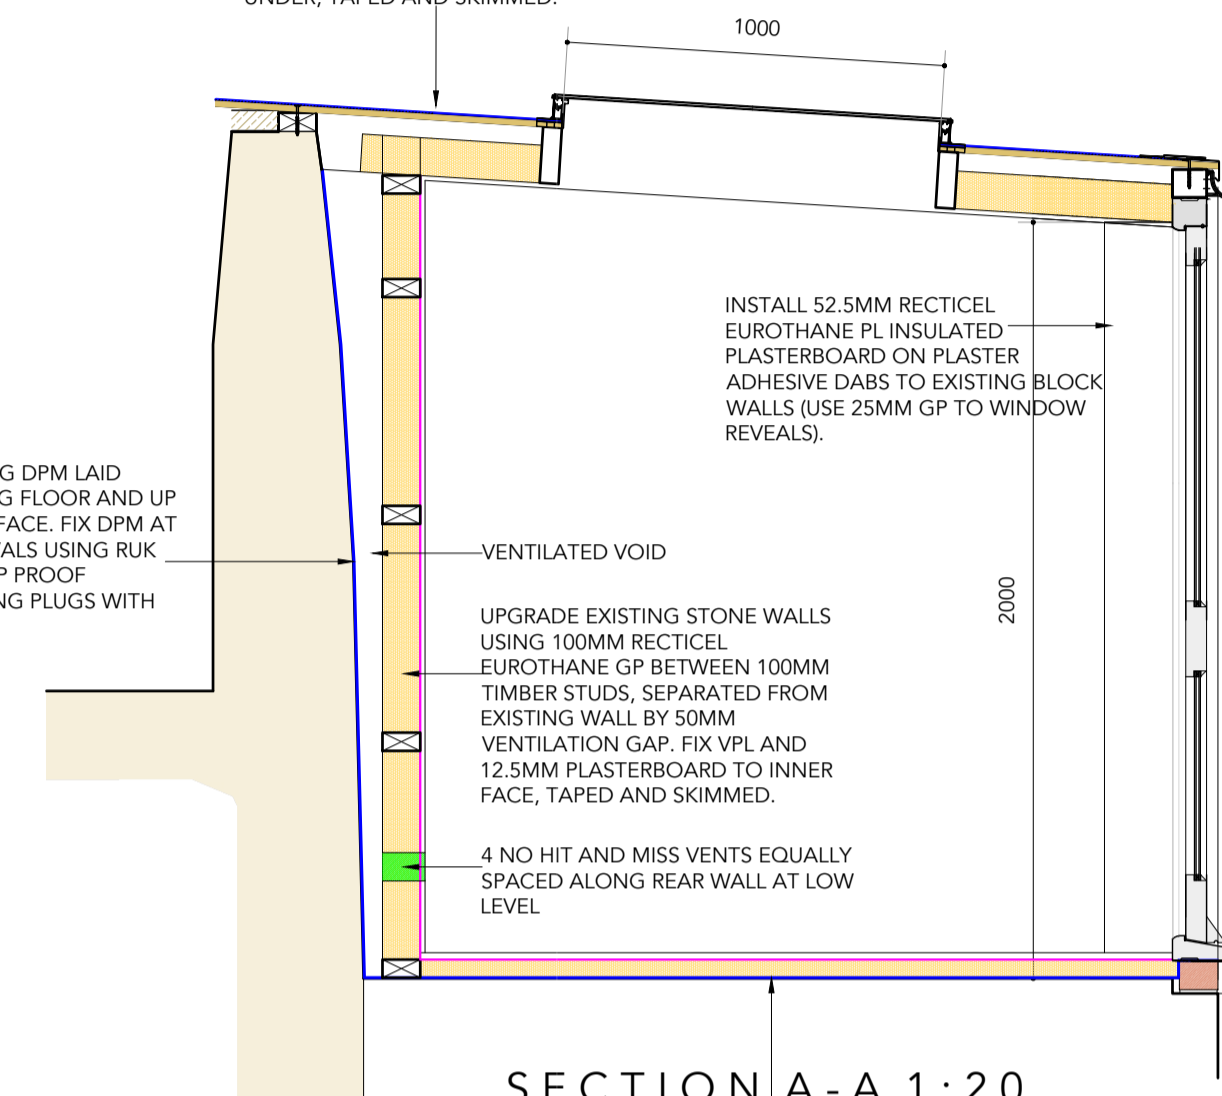 UNDER, TAPED AND SKIMMED.
1000
INSTALL 52.5MM RECTICEL
EUROTHANE PL INSULATED
PLASTERBOARD ON PLASTER
ADHESIVE DABS TO EXISTING BLOCK
WALLS (USE 25MM GP TO WINDOW
REVEALS).
G DPM LAID
G FLOOR AND UP
FACE. FIX DPM AT
ALS USING RUK
P PROOF
NG PLUGS WITH
VENTILATED VOID
2000
UPGRADE EXISTING STONE WALLS
USING 100MM RECTICEL
EUROTHANE GP BETWEEN 100MM
TIMBER STUDS, SEPARATED FROM
EXISTING WALL BY 50MM
VENTILATION GAP. FIX VPL AND
12.5MM PLASTERBOARD TO INNER
FACE, TAPED AND SKIMMED.
4 NO HIT AND MISS VENTS EQUALLY
SPACED ALONG REAR WALL AT LOW
LEVEL
SECTION A-A 1:20